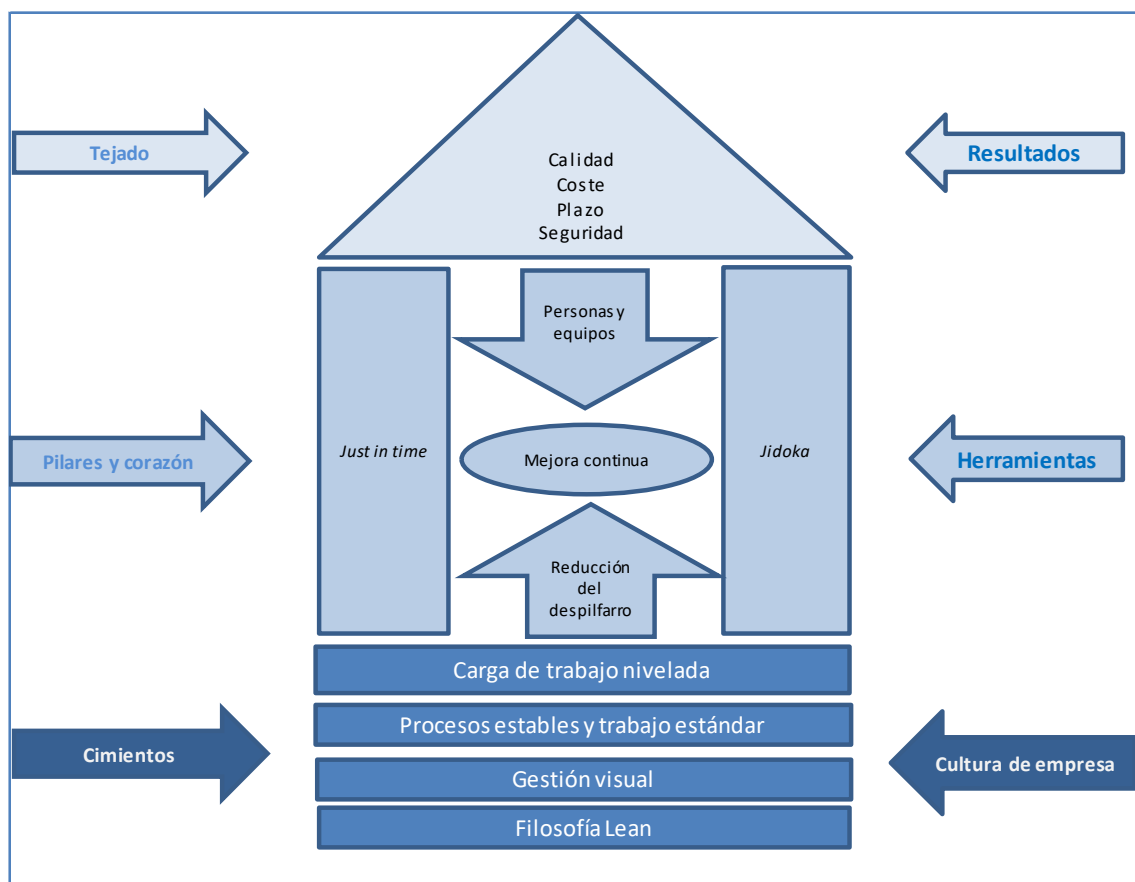 Tejado
Calidad
Coste
Plazo
Seguridad
Resultados
Personas y
equipos
Pilares y corazón
Just in time
Mejora continua
Jidoka
Herramientas
Reducción
del
despilfarro
Carga de trabajo nivelada
Procesos estables y trabajo estándar
Cimientos
Cultura de empresa
Gestión visual
Filosofía Lean